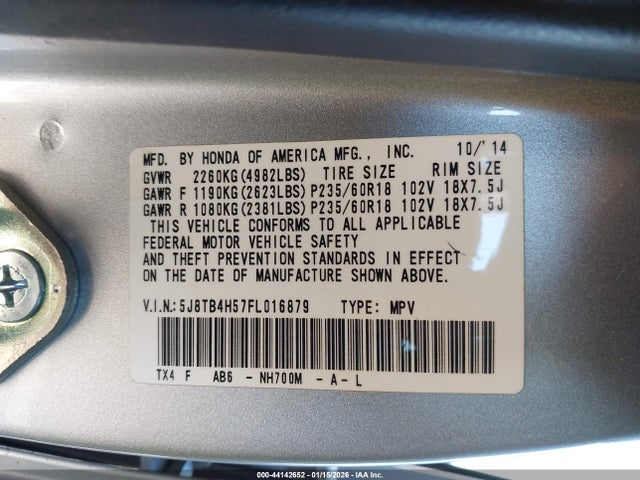 MFD. BY HONDA OF AMERICA MFG., INC. 10/'14
GVWR 2260KG(4982LBS) TIRE SIZE RIM SIZE
GAWR F 1190KG(2623LBS)P235/60R18 102V 18X7.5J
GAWR R 1080KG(2381LBS)P235/60R18 102V 18X7.5J
THIS VEHICLE CONFORMS TO ALL APPLICABLE
FEDERAL MOTOR VEHICLE SAFETY
AND THEFT PREVENTION STANDARDS IN EFFECT
ON THE DATE OF MANUFACTURE SHOWN ABOVE.
V.I.N.:5J8TB4H57FL016879 TYPE: MPV
TX4 F AB6 - NH700M - A - L
000-44142652 - 01/15/2026 - IAA Inc.